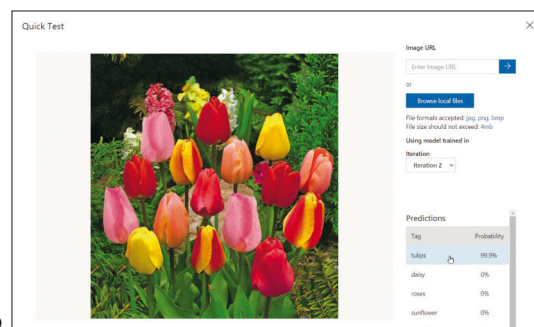 Quick Test
Image URL
Enter Image URL
or
Browse local files
File formats accepted: jpg, png, bmp
File size should not exceed: 4mb
Using model trained in
Iteration
Iteration 2
Predictions
Tag Probability
tulips 99.9%
daisy 0%
roses 0%
sunflower 0%